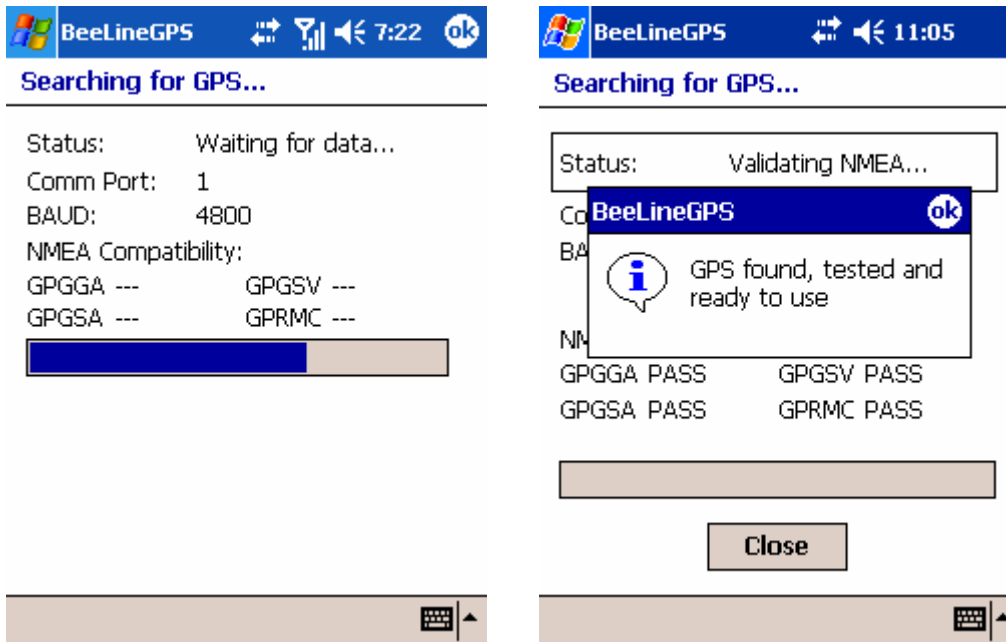 BeeLineGPS 7:22 ok
Searching for GPS...
Status: Waiting for data...
Comm Port: 1
BAUD: 4800
NMEA Compatibility:
GPGGA --- GPGSV ---
GPGSA --- GPRMC ---
BeeLineGPS 11:05
Searching for GPS...
Status: Validating NMEA...
BeeLineGPS ok
GPS found, tested and
ready to use
GPGGA PASS GPGSV PASS
GPGSA PASS GPRMC PASS
Close